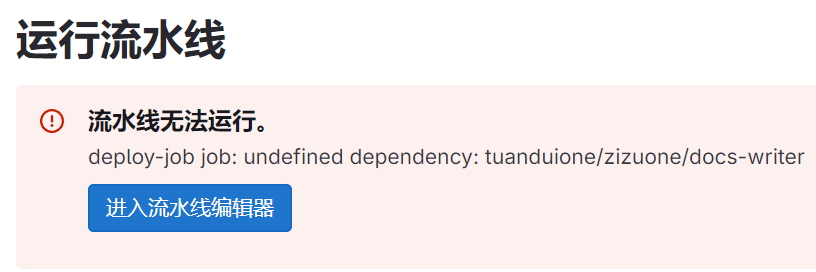 运行流水线
流水线无法运行。
deploy-job job: undefined dependency: tuanduione/zizuone/docs-writer
进入流水线编辑器